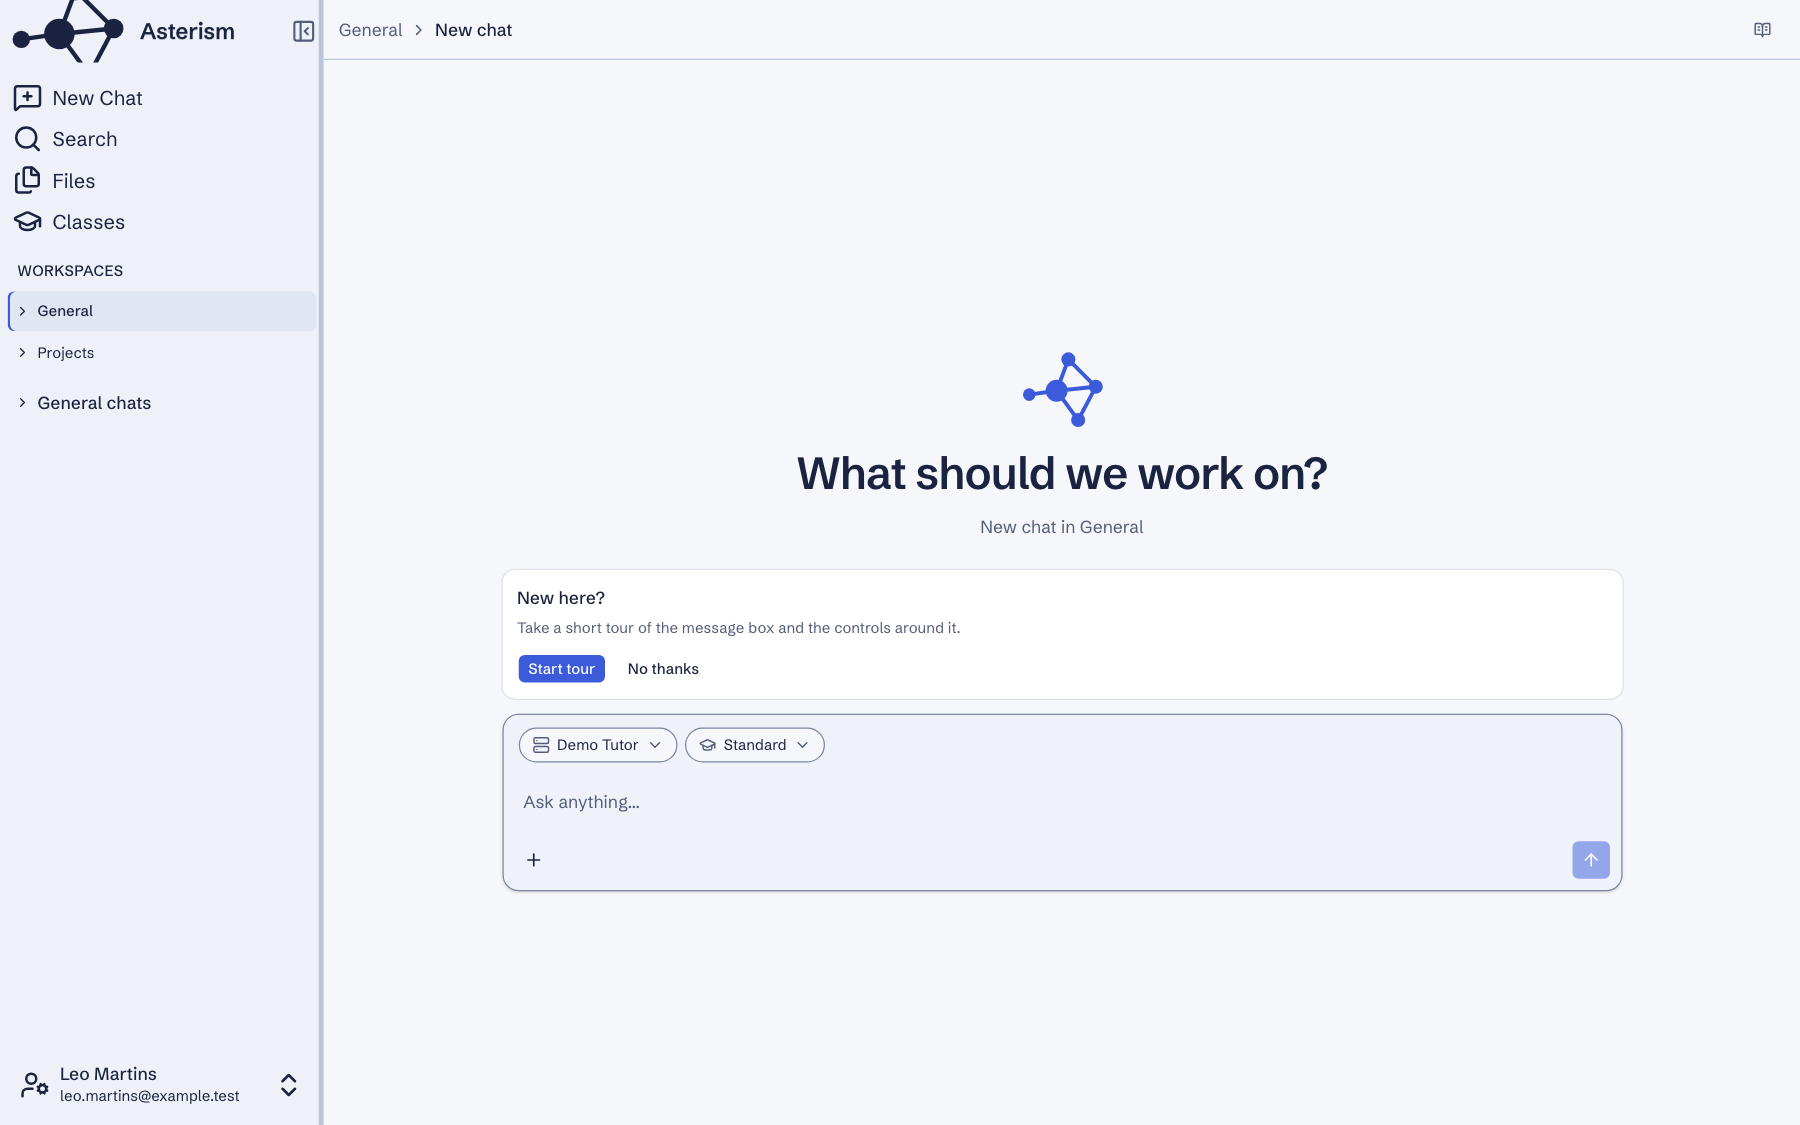 Asterism
General > New chat
New Chat
Search
Files
Classes
WORKSPACES
General
Projects
General chats
What should we work on?
New chat in General
New here?
Take a short tour of the message box and the controls around it.
Start tour
No thanks
Demo Tutor
Standard
Ask anything...
Leo Martins
leo.martins@example.test